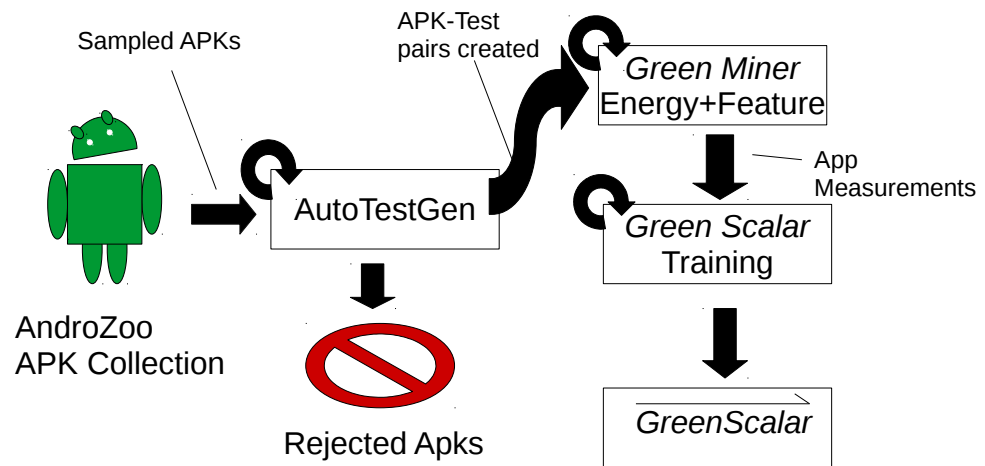 Sampled APKs
APK-Test
pairs created
Green Miner
Energy+Feature
App
Measurements
AutoTestGen
Green Scalar
Training
AndroZoo
APK Collection
Rejected Apks
GreenScalar